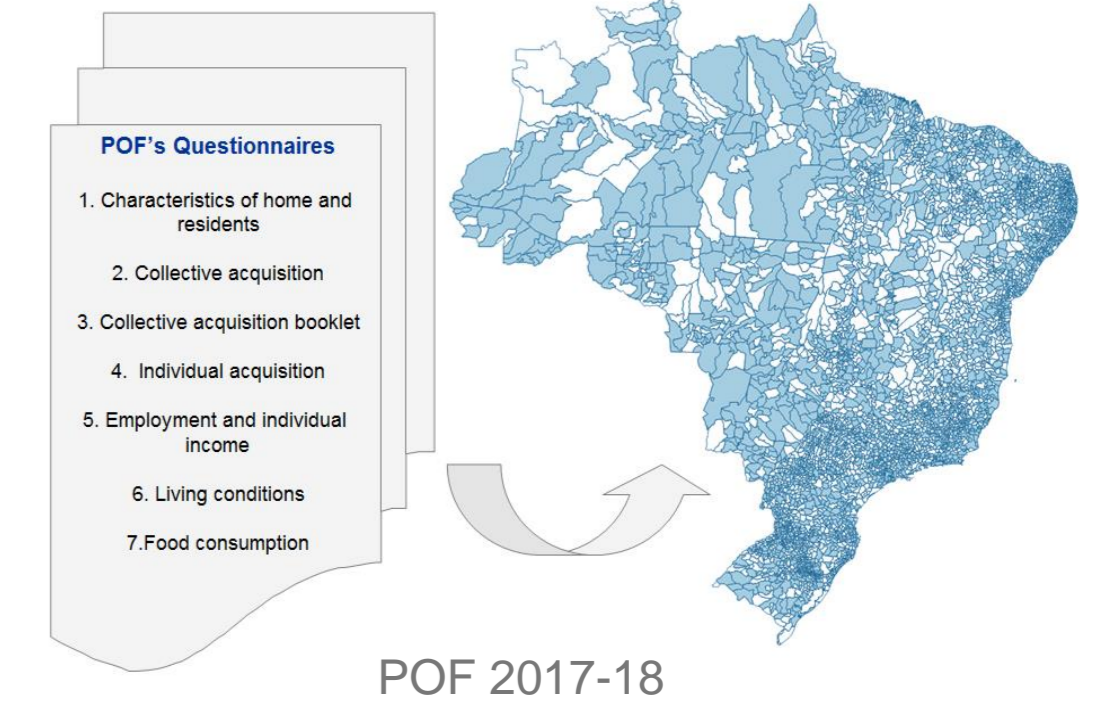 POF's Questionnaires
1. Characteristics of home and
residents
2. Collective acquisition
3. Collective acquisition booklet
4. Individual acquisition
5. Employment and individual
income
6. Living conditions
7.Food consumption
POF 2017-18